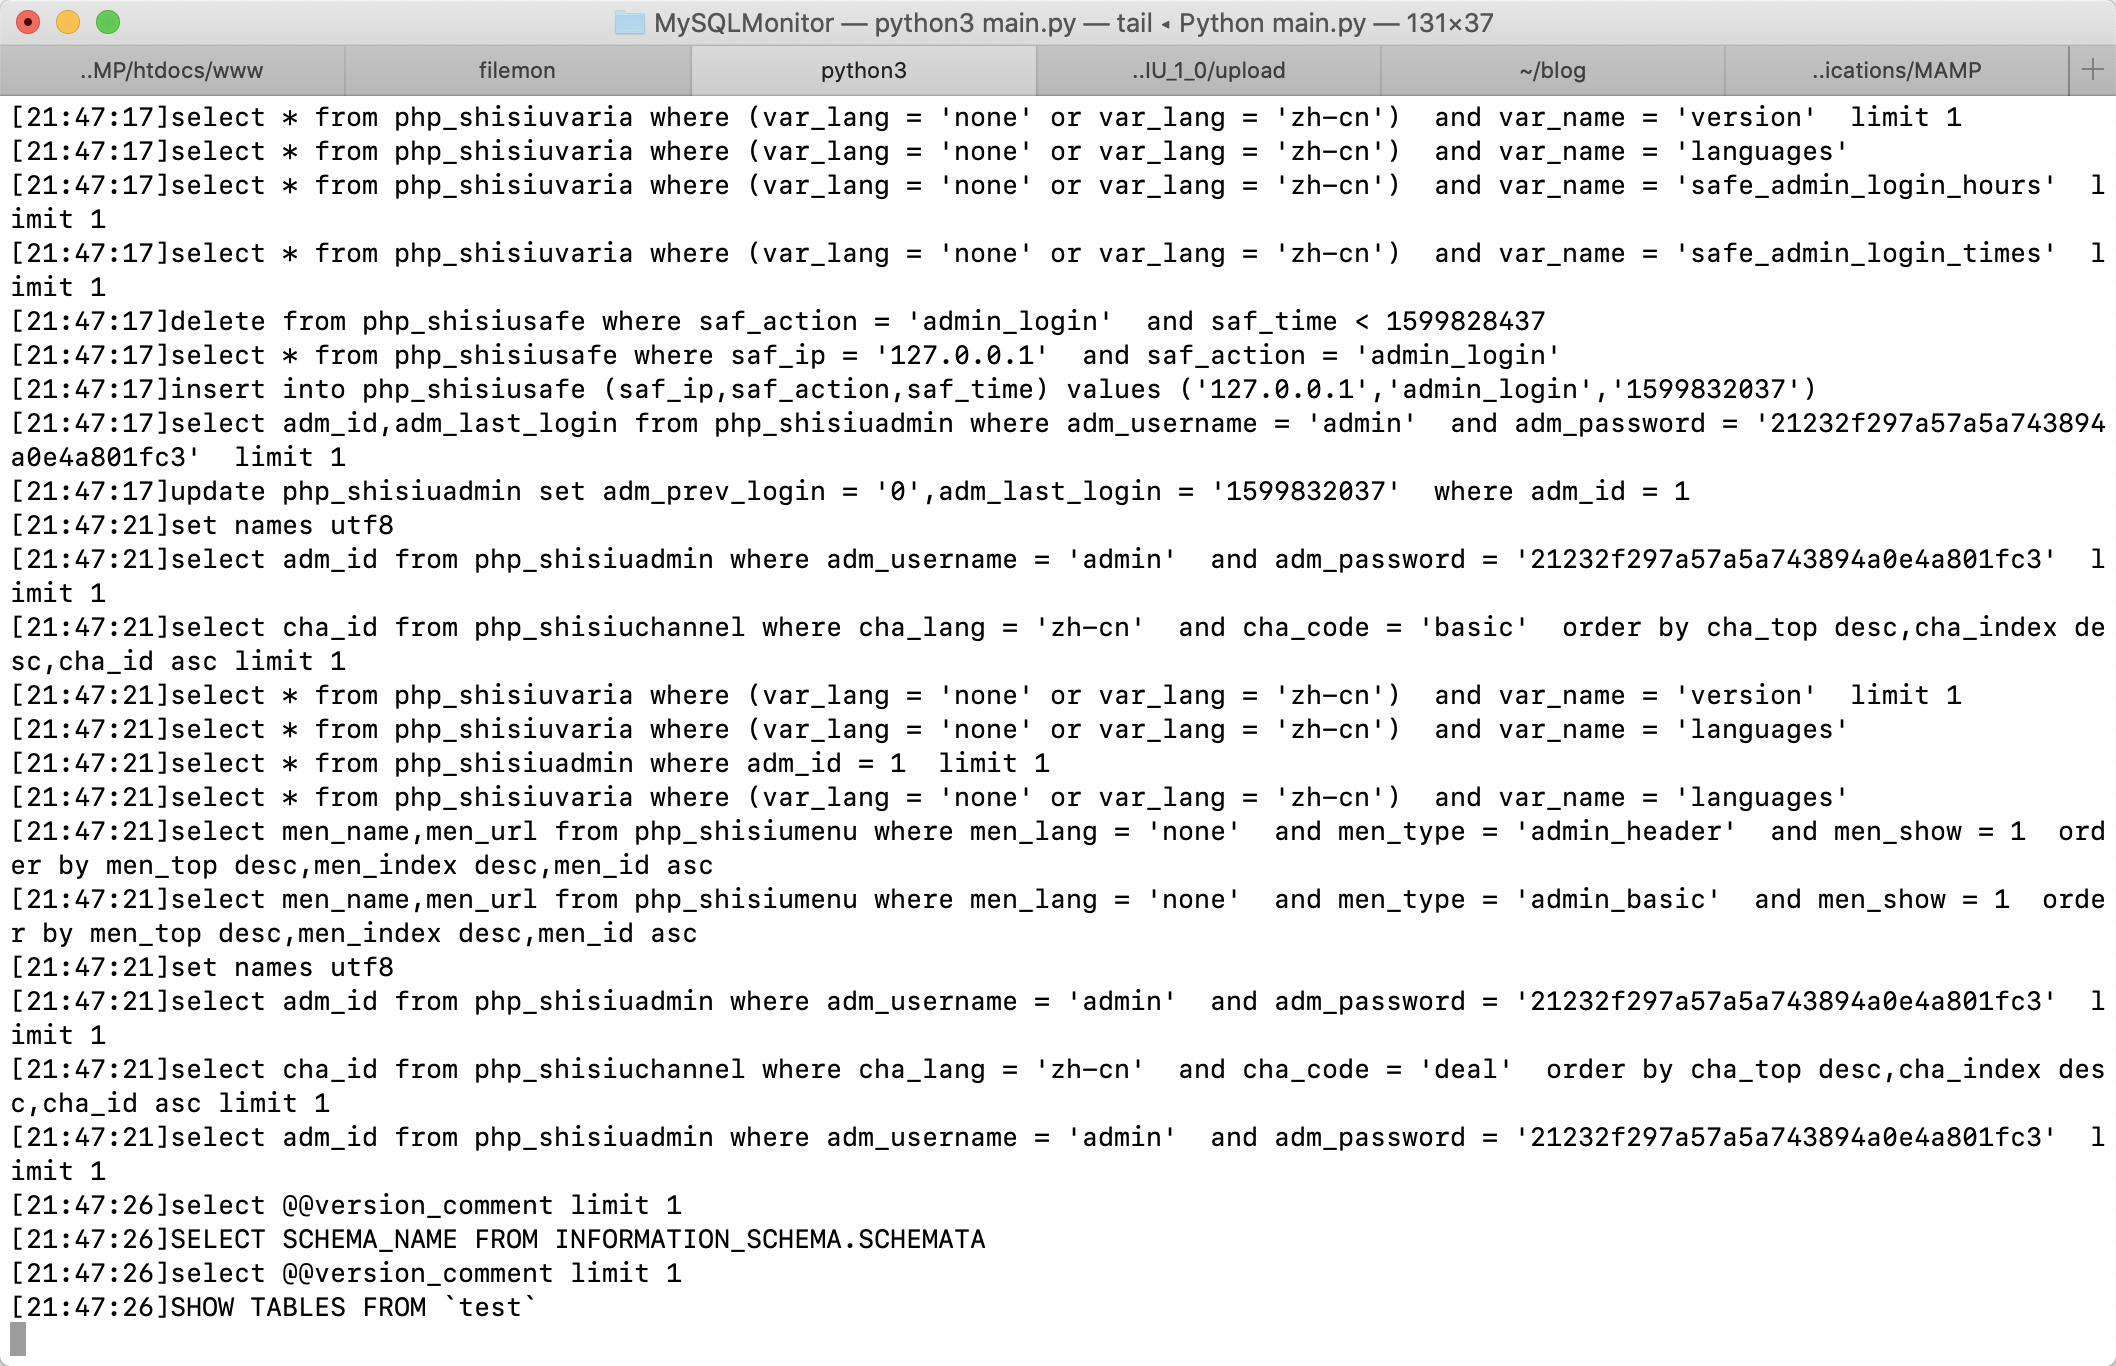 MySQLMonitor — python3 main.py — tail ◂ Python main.py — 131×37
..MP/htdocs/www filemon python3 ..IU_1_0/upload ~/blog ..ications/MAMP +
[21:47:17]select * from php_shisiuvaria where (var_lang = 'none' or var_lang = 'zh-cn')  and var_name = 'version'  limit 1
[21:47:17]select * from php_shisiuvaria where (var_lang = 'none' or var_lang = 'zh-cn')  and var_name = 'languages'
[21:47:17]select * from php_shisiuvaria where (var_lang = 'none' or var_lang = 'zh-cn')  and var_name = 'safe_admin_login_hours'  l
imit 1
[21:47:17]select * from php_shisiuvaria where (var_lang = 'none' or var_lang = 'zh-cn')  and var_name = 'safe_admin_login_times'  l
imit 1
[21:47:17]delete from php_shisiusafe where saf_action = 'admin_login'  and saf_time < 1599828437
[21:47:17]select * from php_shisiusafe where saf_ip = '127.0.0.1'  and saf_action = 'admin_login'
[21:47:17]insert into php_shisiusafe (saf_ip,saf_action,saf_time) values ('127.0.0.1','admin_login','1599832037')
[21:47:17]select adm_id,adm_last_login from php_shisiuadmin where adm_username = 'admin'  and adm_password = '21232f297a57a5a743894
a0e4a801fc3'  limit 1
[21:47:17]update php_shisiuadmin set adm_prev_login = '0',adm_last_login = '1599832037'  where adm_id = 1
[21:47:21]set names utf8
[21:47:21]select adm_id from php_shisiuadmin where adm_username = 'admin'  and adm_password = '21232f297a57a5a743894a0e4a801fc3'  l
imit 1
[21:47:21]select cha_id from php_shisiuchannel where cha_lang = 'zh-cn'  and cha_code = 'basic'  order by cha_top desc,cha_index de
sc,cha_id asc limit 1
[21:47:21]select * from php_shisiuvaria where (var_lang = 'none' or var_lang = 'zh-cn')  and var_name = 'version'  limit 1
[21:47:21]select * from php_shisiuvaria where (var_lang = 'none' or var_lang = 'zh-cn')  and var_name = 'languages'
[21:47:21]select * from php_shisiuadmin where adm_id = 1  limit 1
[21:47:21]select * from php_shisiuvaria where (var_lang = 'none' or var_lang = 'zh-cn')  and var_name = 'languages'
[21:47:21]select men_name,men_url from php_shisiumenu where men_lang = 'none'  and men_type = 'admin_header'  and men_show = 1  ord
er by men_top desc,men_index desc,men_id asc
[21:47:21]select men_name,men_url from php_shisiumenu where men_lang = 'none'  and men_type = 'admin_basic'  and men_show = 1  orde
r by men_top desc,men_index desc,men_id asc
[21:47:21]set names utf8
[21:47:21]select adm_id from php_shisiuadmin where adm_username = 'admin'  and adm_password = '21232f297a57a5a743894a0e4a801fc3'  l
imit 1
[21:47:21]select cha_id from php_shisiuchannel where cha_lang = 'zh-cn'  and cha_code = 'deal'  order by cha_top desc,cha_index des
c,cha_id asc limit 1
[21:47:21]select adm_id from php_shisiuadmin where adm_username = 'admin'  and adm_password = '21232f297a57a5a743894a0e4a801fc3'  l
imit 1
[21:47:26]select @@version_comment limit 1
[21:47:26]SELECT SCHEMA_NAME FROM INFORMATION_SCHEMA.SCHEMATA
[21:47:26]select @@version_comment limit 1
[21:47:26]SHOW TABLES FROM `test`